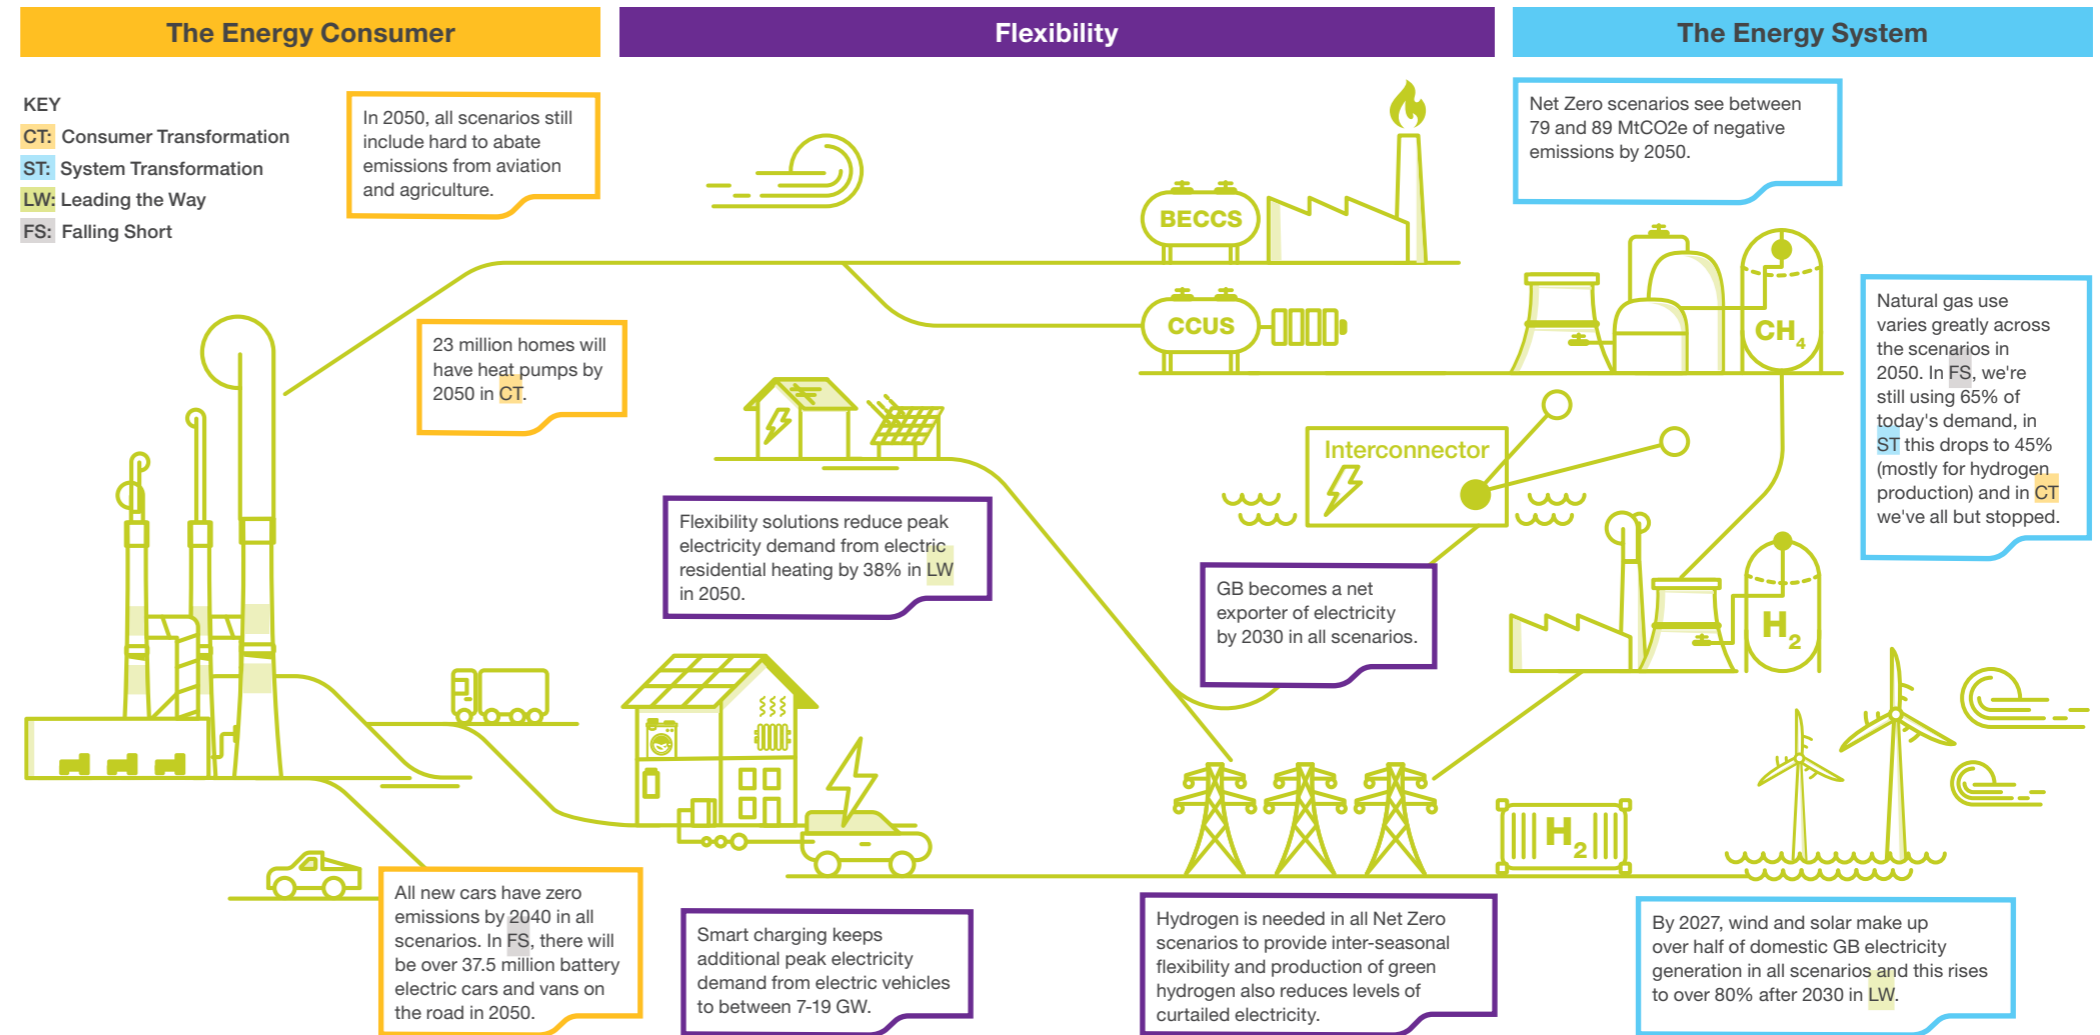 The Energy Consumer
Flexibility
The Energy System
KEY
CT: Consumer Transformation
ST: System Transformation
LW: Leading the Way
FS: Falling Short
In 2050, all scenarios still
include hard to abate
emissions from aviation
and agriculture.
23 million homes will
have heat pumps by
2050 in CT.
All new cars have zero
emissions by 2040 in all
scenarios. In FS, there will
be over 37.5 million battery
electric cars and vans on
the road in 2050.
BECCS
CCUS
Interconnector
Flexibility solutions reduce peak
electricity demand from electric
residential heating by 38% in LW
in 2050.
GB becomes a net
exporter of electricity
by 2030 in all scenarios.
Smart charging keeps
additional peak electricity
demand from electric vehicles
to between 7-19 GW.
Hydrogen is needed in all Net Zero
scenarios to provide inter-seasonal
flexibility and production of green
hydrogen also reduces levels of
curtailed electricity.
H2
Net Zero scenarios see between
79 and 89 MtCO2e of negative
emissions by 2050.
CH4
Natural gas use
varies greatly across
the scenarios in
2050. In FS, we're
still using 65% of
today's demand, in
ST this drops to 45%
(mostly for hydrogen
production) and in CT
we've all but stopped.
H2
By 2027, wind and solar make up
over half of domestic GB electricity
generation in all scenarios and this rises
to over 80% after 2030 in LW.